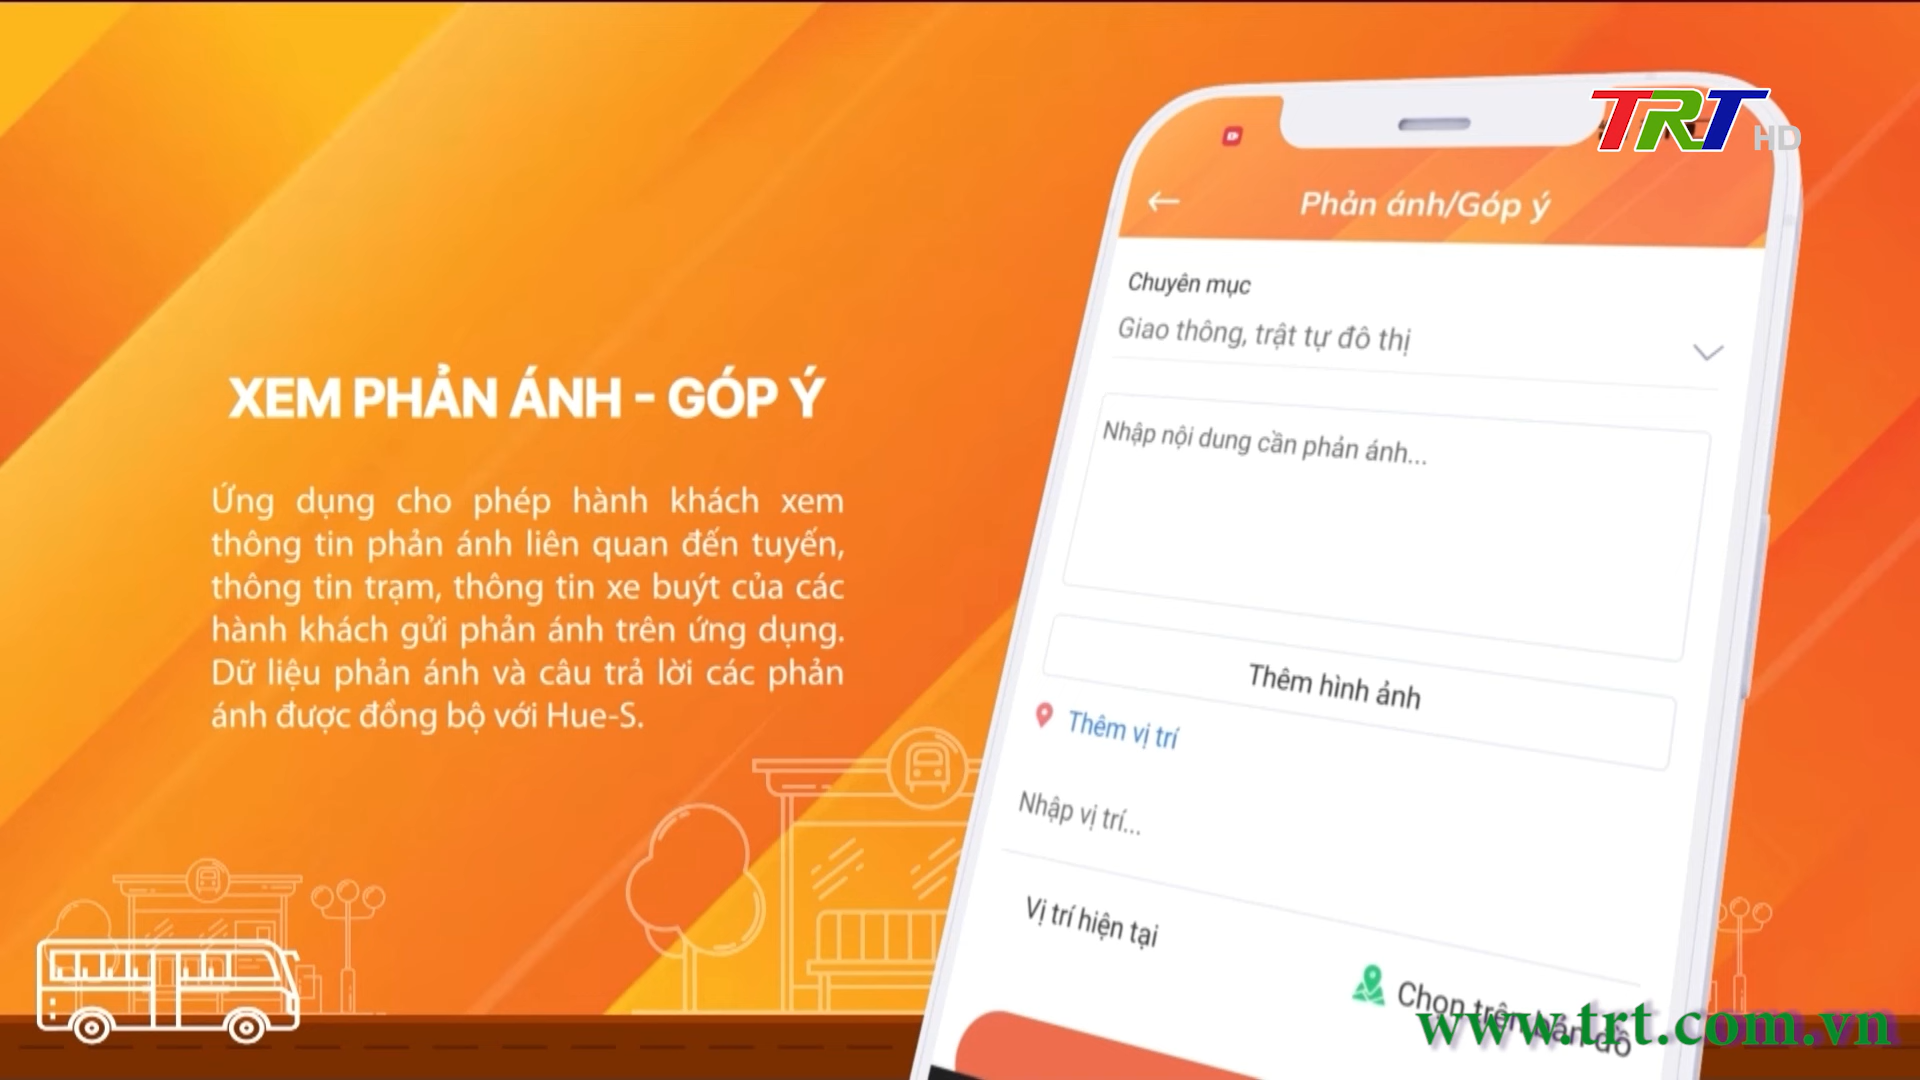 TRT HD
Phản ánh/Góp ý
Chuyên mục
Giao thông, trật tự đô thị
Nhập nội dung cần phản ánh...
Thêm hình ảnh
Thêm vị trí
Nhập vị trí...
Vị trí hiện tại
Chọn trên bản đồ
XEM PHẢN ÁNH - GÓP Ý
Ứng dụng cho phép hành khách xem
thông tin phản ánh liên quan đến tuyến,
thông tin trạm, thông tin xe buýt của các
hành khách gửi phản ánh trên ứng dụng.
Dữ liệu phản ánh và câu trả lời các phản
ánh được đồng bộ với Hue-S.
www.trt.com.vn